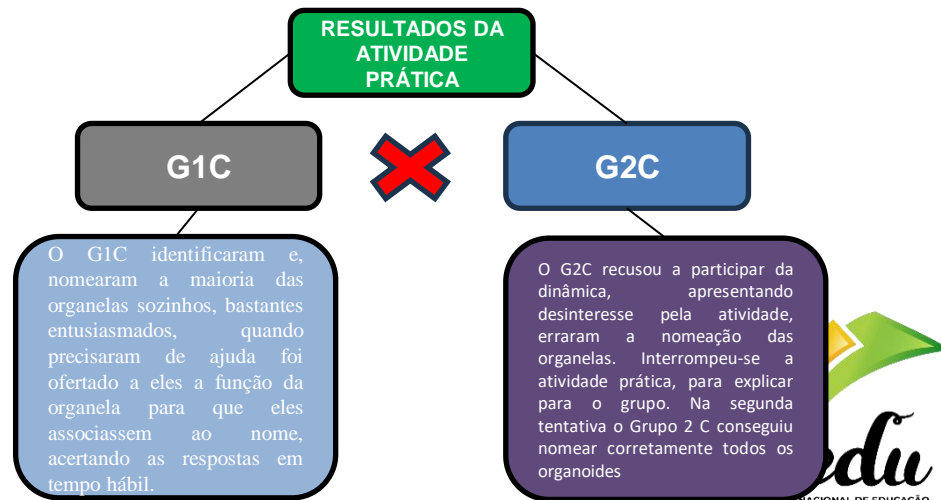 RESULTADOS DA
ATIVIDADE
PRÁTICA
G1C
G2C
O G1C identificaram e,
nomearam a maioria das
organelas sozinhos, bastantes
entusiasmados, quando
precisaram de ajuda foi
ofertado a eles a função da
organela para que eles
associassem ao nome,
acertando as respostas em
tempo hábil.
O G2C recusou a participar da
dinâmica, apresentando
desinteresse pela atividade,
erraram a nomeação das
organelas. Interrompeu-se a
atividade prática, para explicar
para o grupo. Na segunda
tentativa o Grupo 2 C conseguiu
nomear corretamente todos os
organoides
edu
NACIONAL DE EDUCAÇÃO